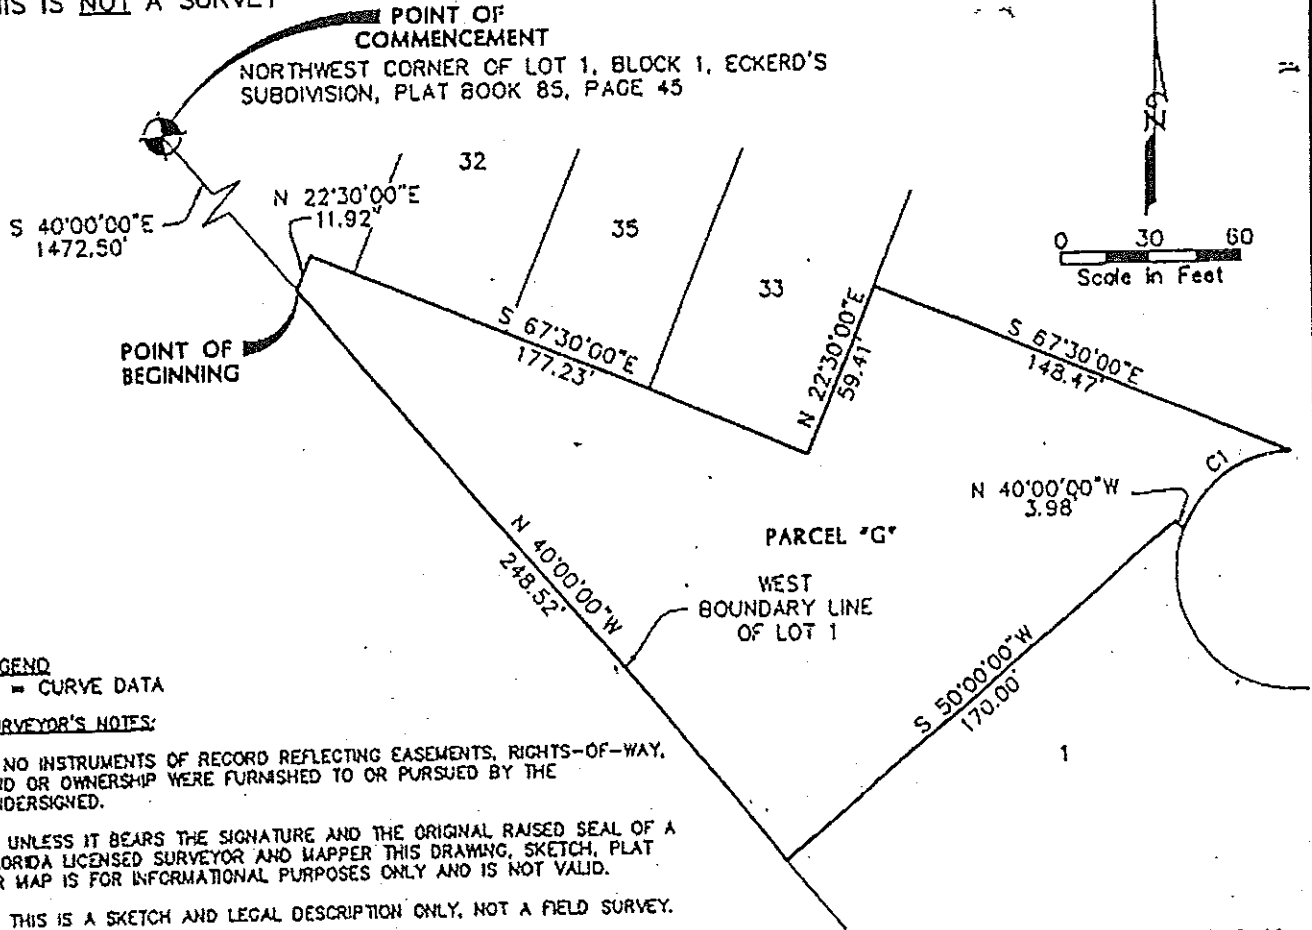 HIS IS NOT A SURVEY
POINT OF
COMMENCEMENT
NORTHWEST CORNER OF LOT 1, BLOCK 1, ECKERD'S
SUBDIVISION, PLAT BOOK 85, PAGE 45
32
N 22°30'00"E
11.92'
S 40°00'00"E
1472.50'
35
33
0 30 60
Scale in Feet
POINT OF
BEGINNING
S 67°30'00"E
177.23'
N 22°30'00"E
59.41'
S 67°30'00"E
148.47'
C1
N 40°00'00"W
3.98'
PARCEL "G"
N 40°00'00"W
248.52'
WEST
BOUNDARY LINE
OF LOT 1
S 50°00'00"W
170.00'
1
GEND
= CURVE DATA
RVEYOR'S NOTES:
NO INSTRUMENTS OF RECORD REFLECTING EASEMENTS, RIGHTS-OF-WAY,
ND OR OWNERSHIP WERE FURNISHED TO OR PURSUED BY THE
NDERSIGNED.
UNLESS IT BEARS THE SIGNATURE AND THE ORIGINAL RAISED SEAL OF A
ORIDA LICENSED SURVEYOR AND MAPPER THIS DRAWING, SKETCH, PLAT
R MAP IS FOR INFORMATIONAL PURPOSES ONLY AND IS NOT VALID.
THIS IS A SKETCH AND LEGAL DESCRIPTION ONLY, NOT A FIELD SURVEY.